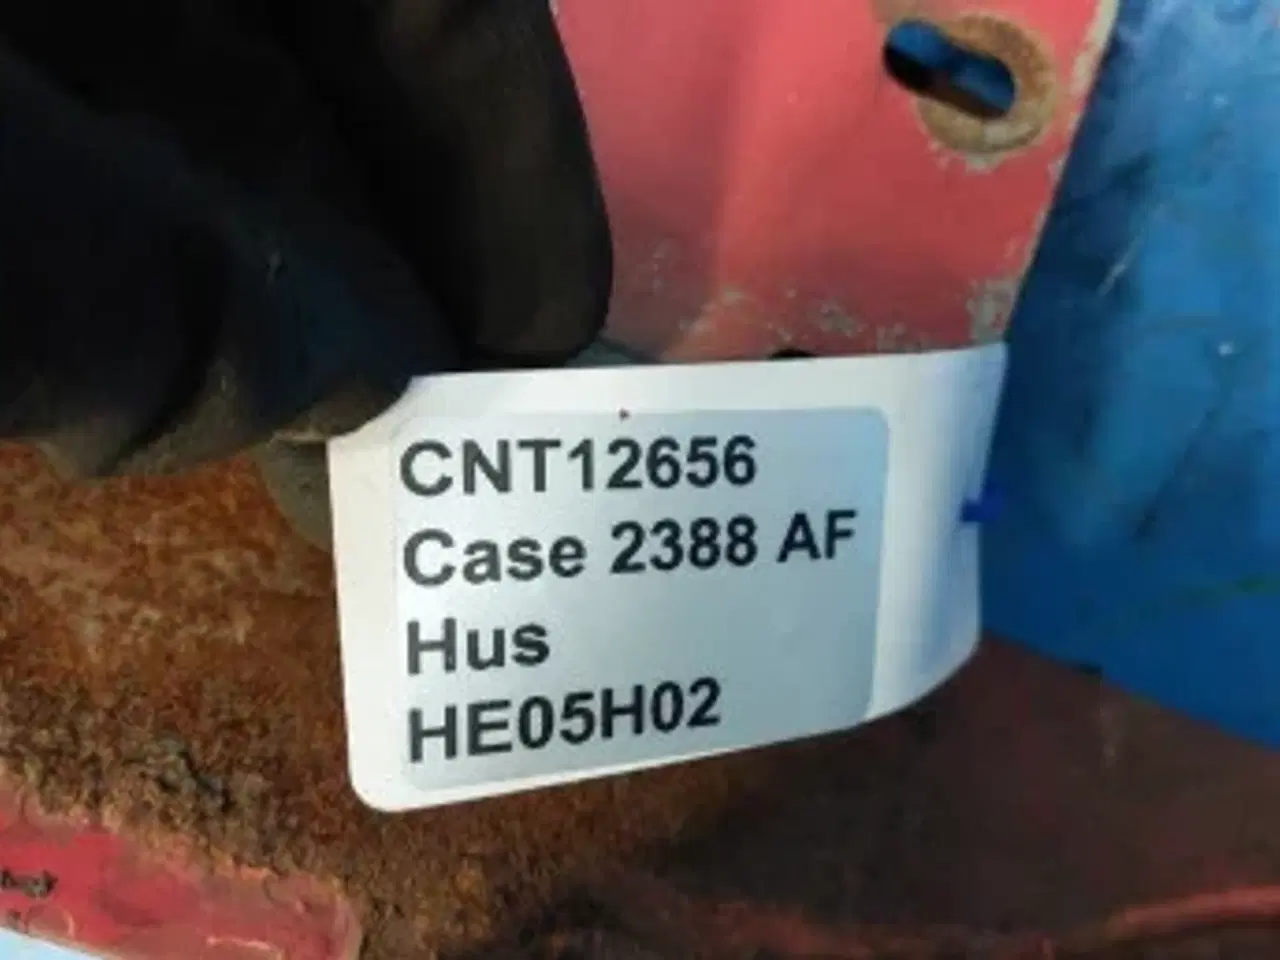 CNT12656
Case 2388 AF
Hus
HE05H02